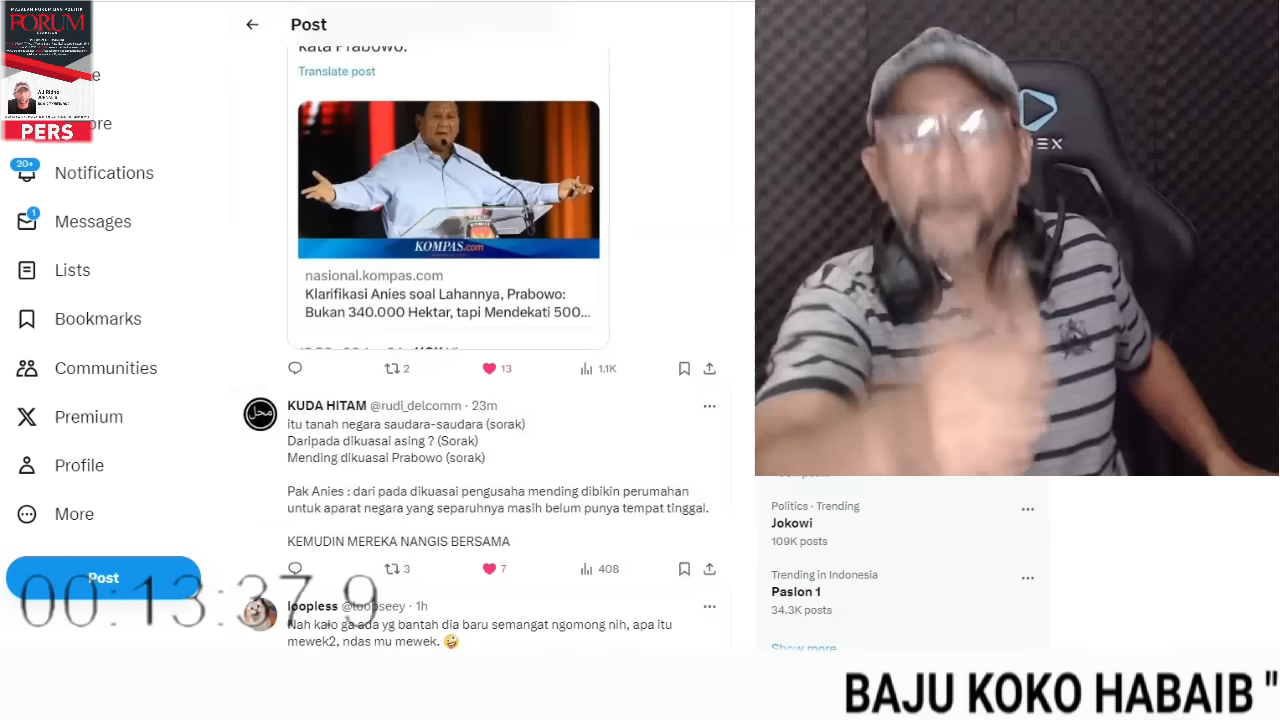 FORUM
PERS
Notifications
20+
Messages
1
Lists
Bookmarks
Communities
Premium
Profile
More
Post
00:13:37.9
Post
kata Prabowo.
Translate post
KOMPAS.com
nasional.kompas.com
Klarifikasi Anies soal Lahannya, Prabowo:
Bukan 340.000 Hektar, tapi Mendekati 500...
2 13 1.1K
KUDA HITAM @rudi_delcomm · 23m
itu tanah negara saudara-saudara (sorak)
Daripada dikuasai asing ? (Sorak)
Mending dikuasai Prabowo (sorak)
Pak Anies : dari pada dikuasai pengusaha mending dibikin perumahan
untuk aparat negara yang separuhnya masih belum punya tempat tinggal.
KEMUDIN MEREKA NANGIS BERSAMA
3 7 408
loopless @toopseey · 1h
Nah kalo ga ada yg bantah dia baru semangat ngomong nih, apa itu
mewek2, ndas mu mewek. 🤪
Politics · Trending
Jokowi
109K posts
Trending in Indonesia
Paslon 1
34.3K posts
Show more
BAJU KOKO HABAIB "